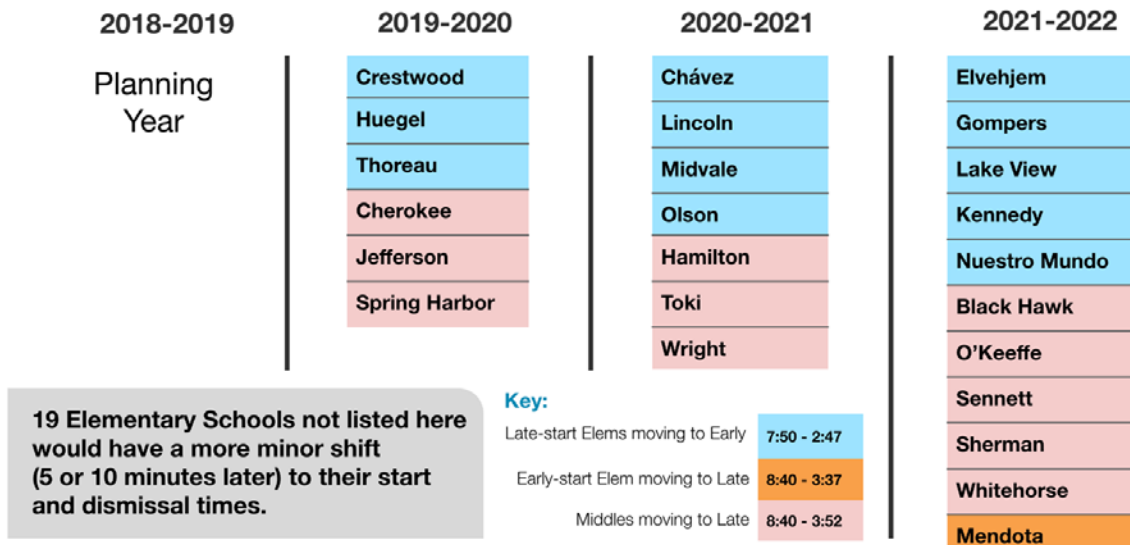 2018-2019
Planning
Year
2019-2020
Crestwood
Huegel
Thoreau
Cherokee
Jefferson
Spring Harbor
2020-2021
Chávez
Lincoln
Midvale
Olson
Hamilton
Toki
Wright
2021-2022
Elvehjem
Gompers
Lake View
Kennedy
Nuestro Mundo
Black Hawk
O’Keeffe
Sennett
Sherman
Whitehorse
Mendota
19 Elementary Schools not listed here
would have a more minor shift
(5 or 10 minutes later) to their start
and dismissal times.
Key:
Late-start Elems moving to Early 7:50 - 2:47
Early-start Elem moving to Late 8:40 - 3:37
Middles moving to Late 8:40 - 3:52